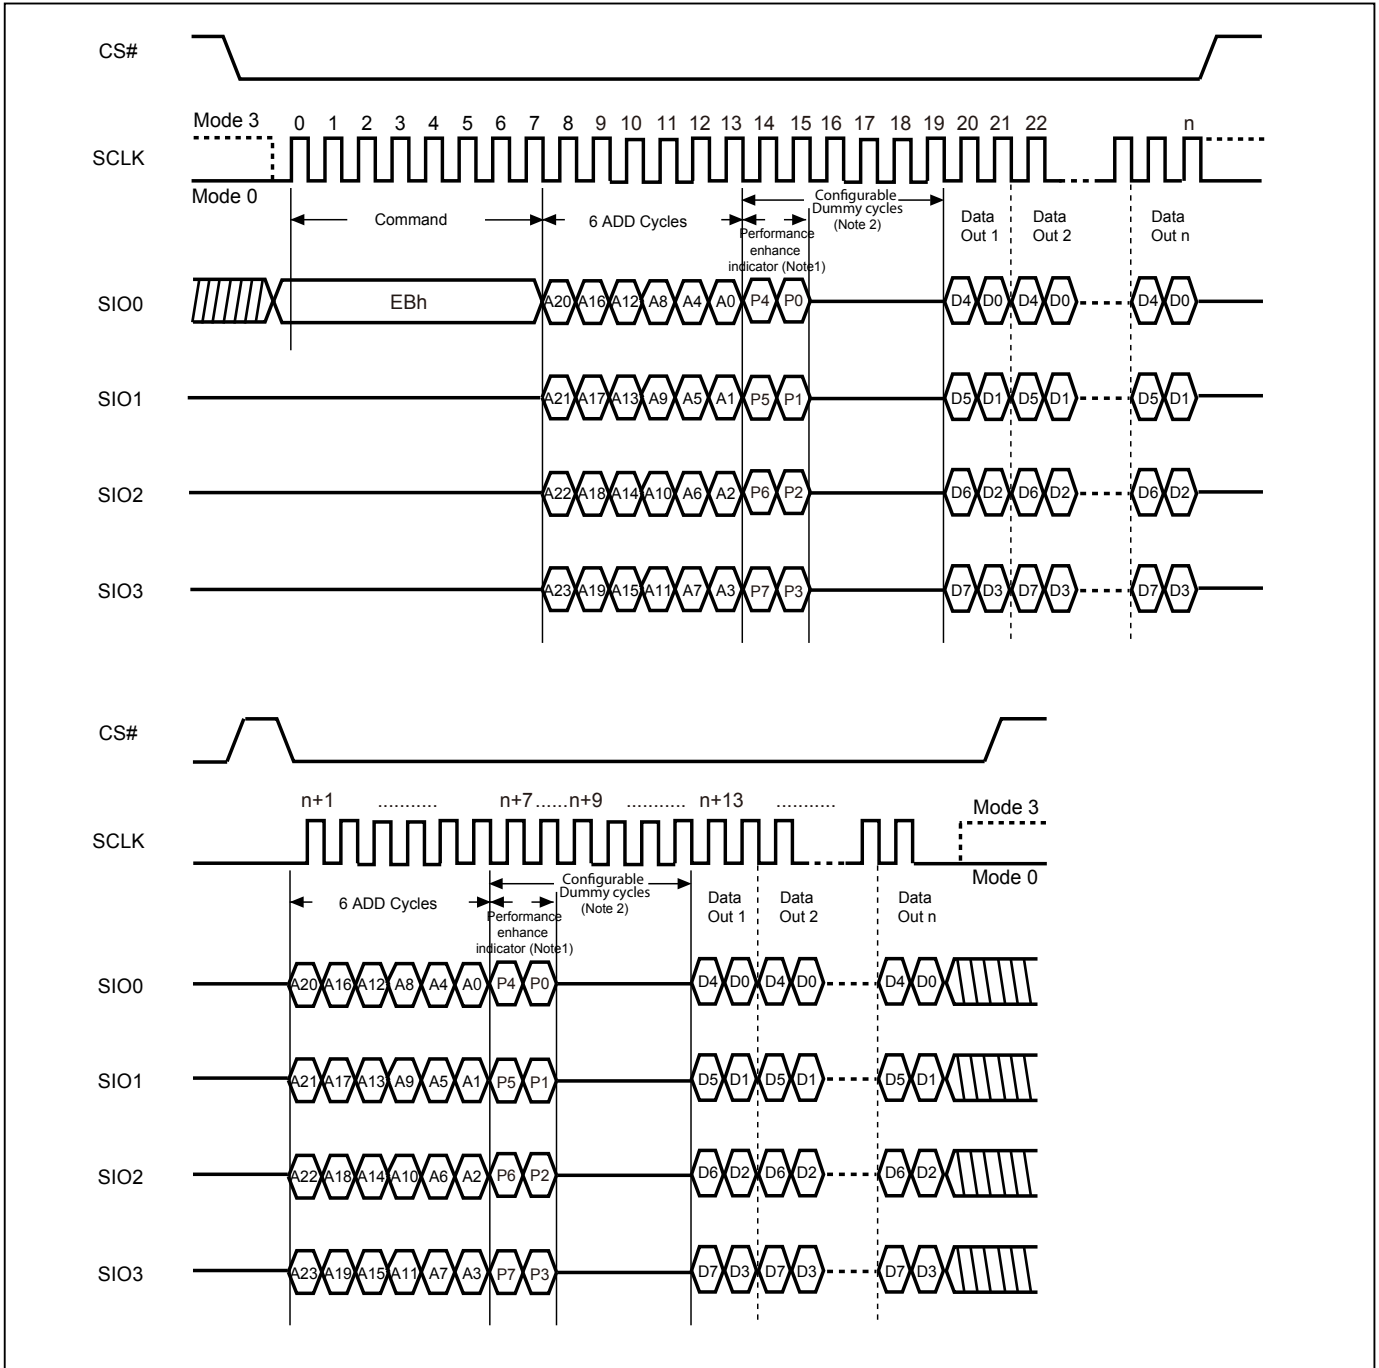 CS#
Mode 3
0 1 2 3 4 5 6 7 8 9 10 11 12 13 14 15 16 17 18 19 20 21 22 n
SCLK
Mode 0
Command
6 ADD Cycles
Configurable
Dummy cycles
(Note 2)
Performance
enhance
indicator (Note1)
Data
Out 1
Data
Out 2
Data
Out n
SIO0 EBh A20 A16 A12 A8 A4 A0 P4 P0 D4 D0 D4 D0 D4 D0
SIO1 A21 A17 A13 A9 A5 A1 P5 P1 D5 D1 D5 D1 D5 D1
SIO2 A22 A18 A14 A10 A6 A2 P6 P2 D6 D2 D6 D2 D6 D2
SIO3 A23 A19 A15 A11 A7 A3 P7 P3 D7 D3 D7 D3 D7 D3
CS#
n+1 ........... n+7......n+9 ........... n+13 ...........
Mode 3
SCLK
Mode 0
6 ADD Cycles
Configurable
Dummy cycles
(Note 2)
Performance
enhance
indicator (Note1)
Data
Out 1
Data
Out 2
Data
Out n
SIO0 A20 A16 A12 A8 A4 A0 P4 P0 D4 D0 D4 D0 D4 D0
SIO1 A21 A17 A13 A9 A5 A1 P5 P1 D5 D1 D5 D1 D5 D1
SIO2 A22 A18 A14 A10 A6 A2 P6 P2 D6 D2 D6 D2 D6 D2
SIO3 A23 A19 A15 A11 A7 A3 P7 P3 D7 D3 D7 D3 D7 D3